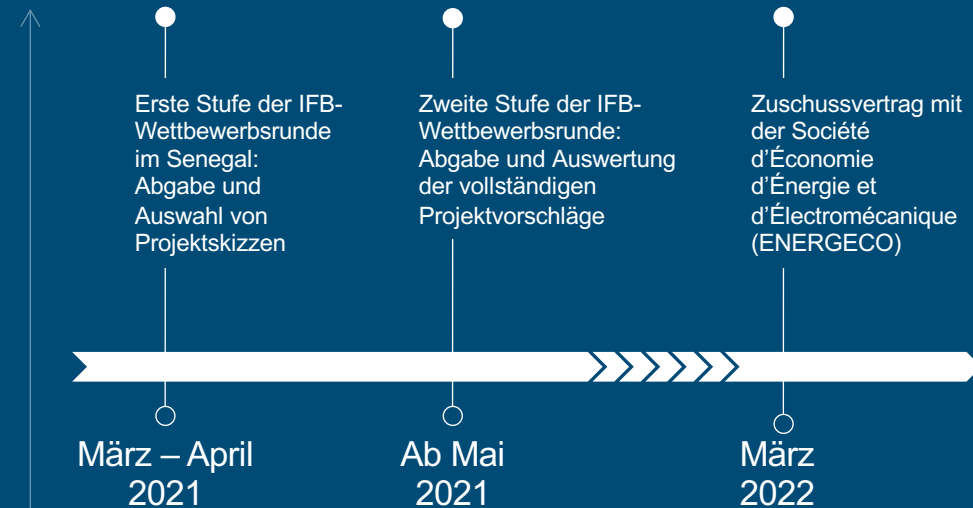 Erste Stufe der IFB-
Wettbewerbsrunde
im Senegal:
Abgabe und
Auswahl von
Projektskizzen
Zweite Stufe der IFB-
Wettbewerbsrunde:
Abgabe und Auswertung
der vollständigen
Projektvorschläge
Zuschussvertrag mit
der Société
d’Économie
d’Énergie et
d’Électromécanique
(ENERGECO)
März – April
2021
Ab Mai
2021
März
2022